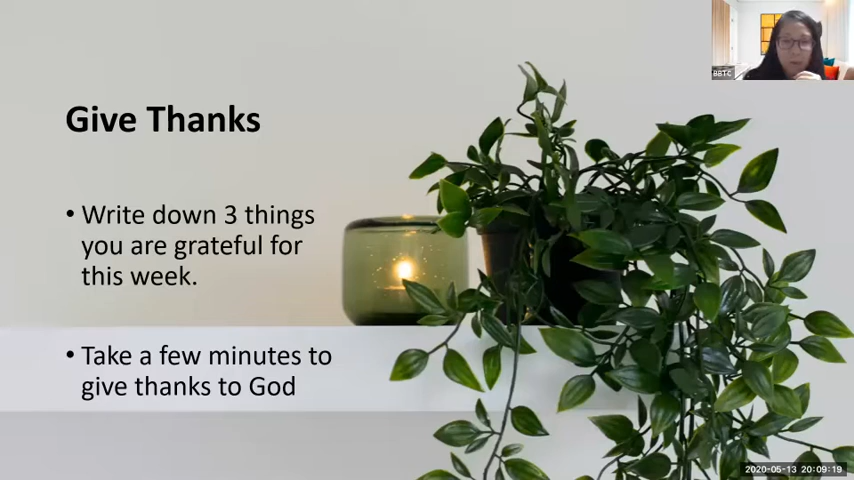 BBTC
Give Thanks
• Write down 3 things
you are grateful for
this week.
• Take a few minutes to
give thanks to God
2020-05-13 20:09:19